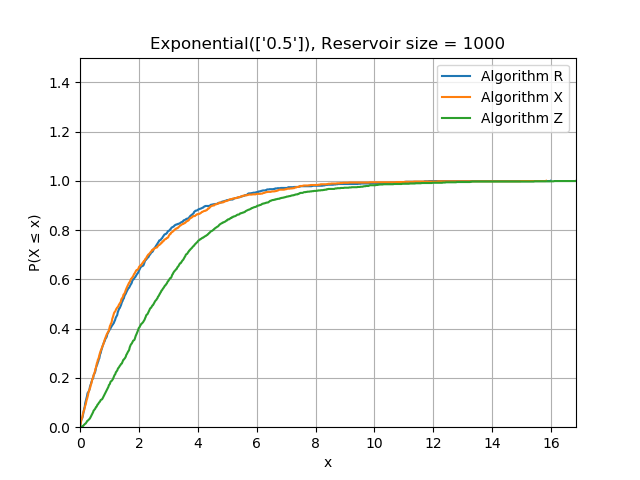 Exponential(['0.5']), Reservoir size = 1000
Algorithm R
Algorithm X
Algorithm Z
P(X ≤ x)
1.4
1.2
1.0
0.8
0.6
0.4
0.2
0.0
0 2 4 6 8 10 12 14 16
x